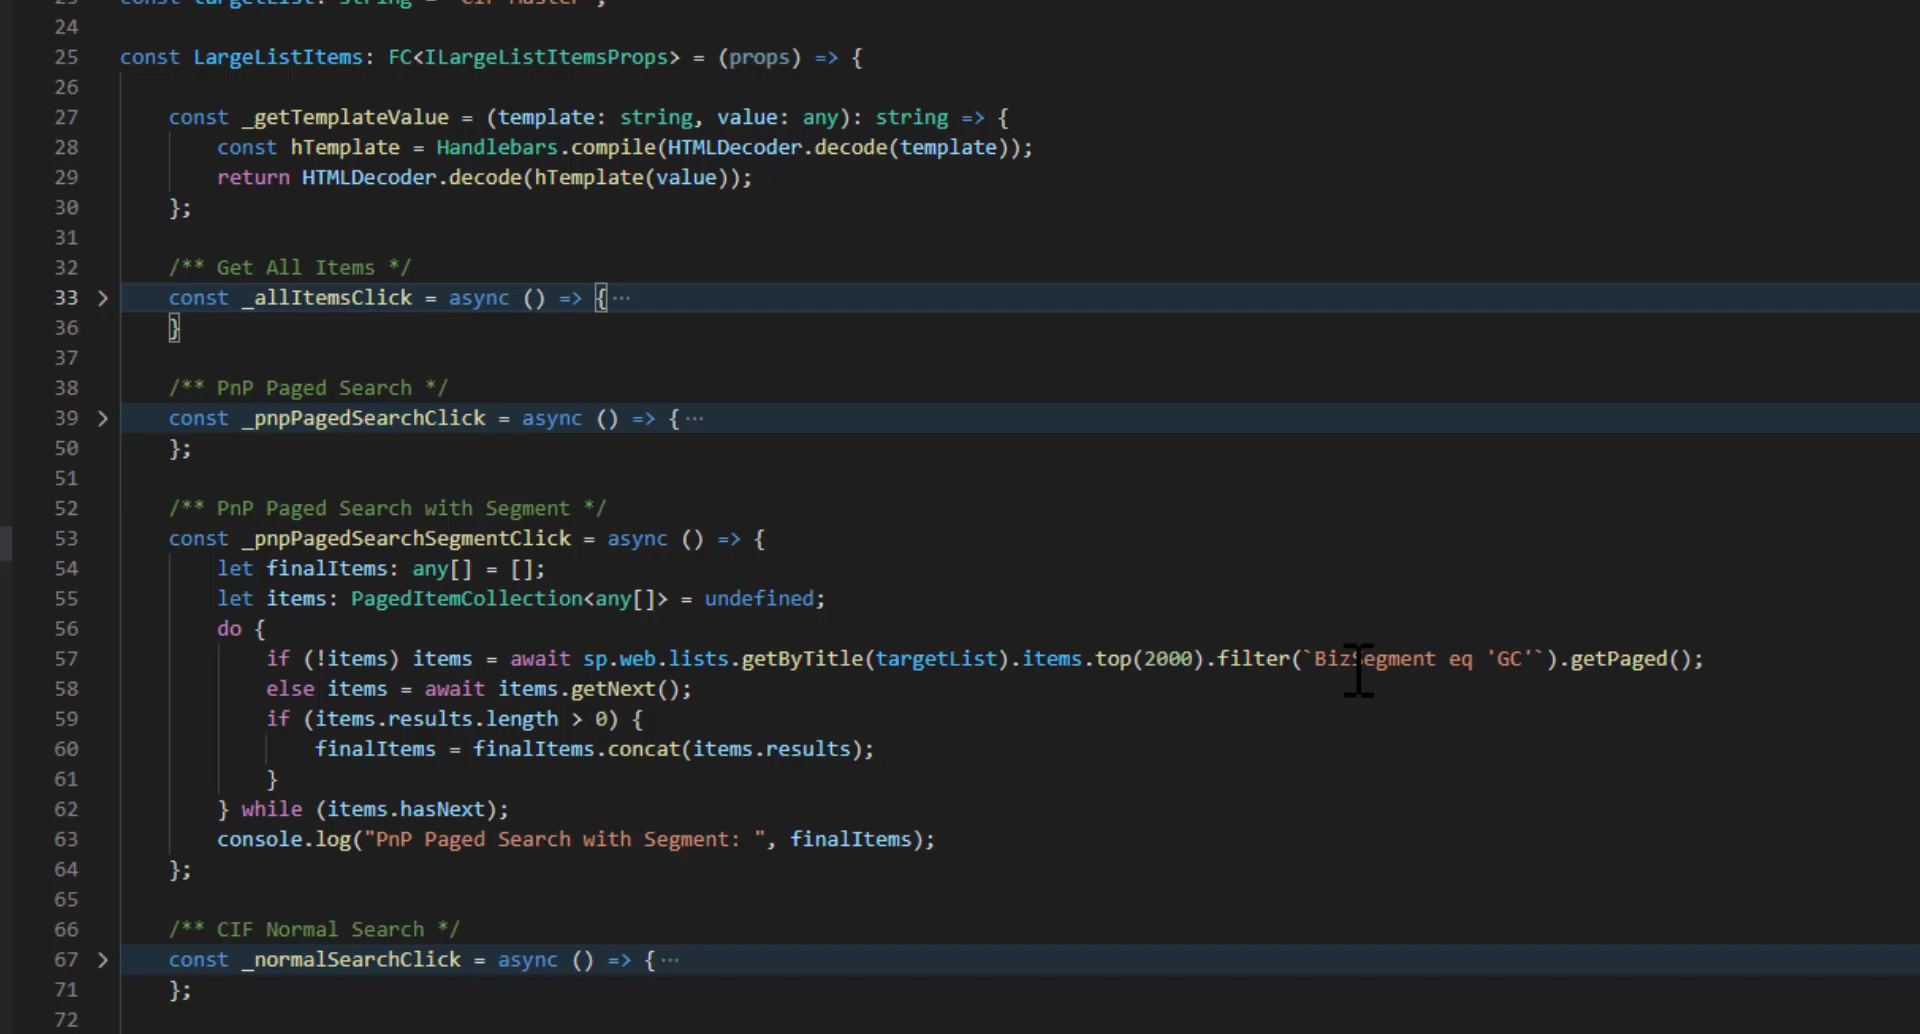 23 const targetList: string = 'CIF Master';
24
25 const LargeListItems: FC<ILargeListItemsProps> = (props) => {
26
27 const _getTemplateValue = (template: string, value: any): string => {
28 const hTemplate = Handlebars.compile(HTMLDecoder.decode(template));
29 return HTMLDecoder.decode(hTemplate(value));
30 };
31
32 /** Get All Items */
33 const _allItemsClick = async () => { ···
36 }
37
38 /** PnP Paged Search */
39 const _pnpPagedSearchClick = async () => { ···
50 };
51
52 /** PnP Paged Search with Segment */
53 const _pnpPagedSearchSegmentClick = async () => {
54 let finalItems: any[] = [];
55 let items: PagedItemCollection<any[]> = undefined;
56 do {
57 if (!items) items = await sp.web.lists.getByTitle(targetList).items.top(2000).filter(`BizSegment eq 'GC'`).getPaged();
58 else items = await items.getNext();
59 if (items.results.length > 0) {
60 finalItems = finalItems.concat(items.results);
61 }
62 } while (items.hasNext);
63 console.log("PnP Paged Search with Segment: ", finalItems);
64 };
65
66 /** CIF Normal Search */
67 const _normalSearchClick = async () => { ···
71 };
72